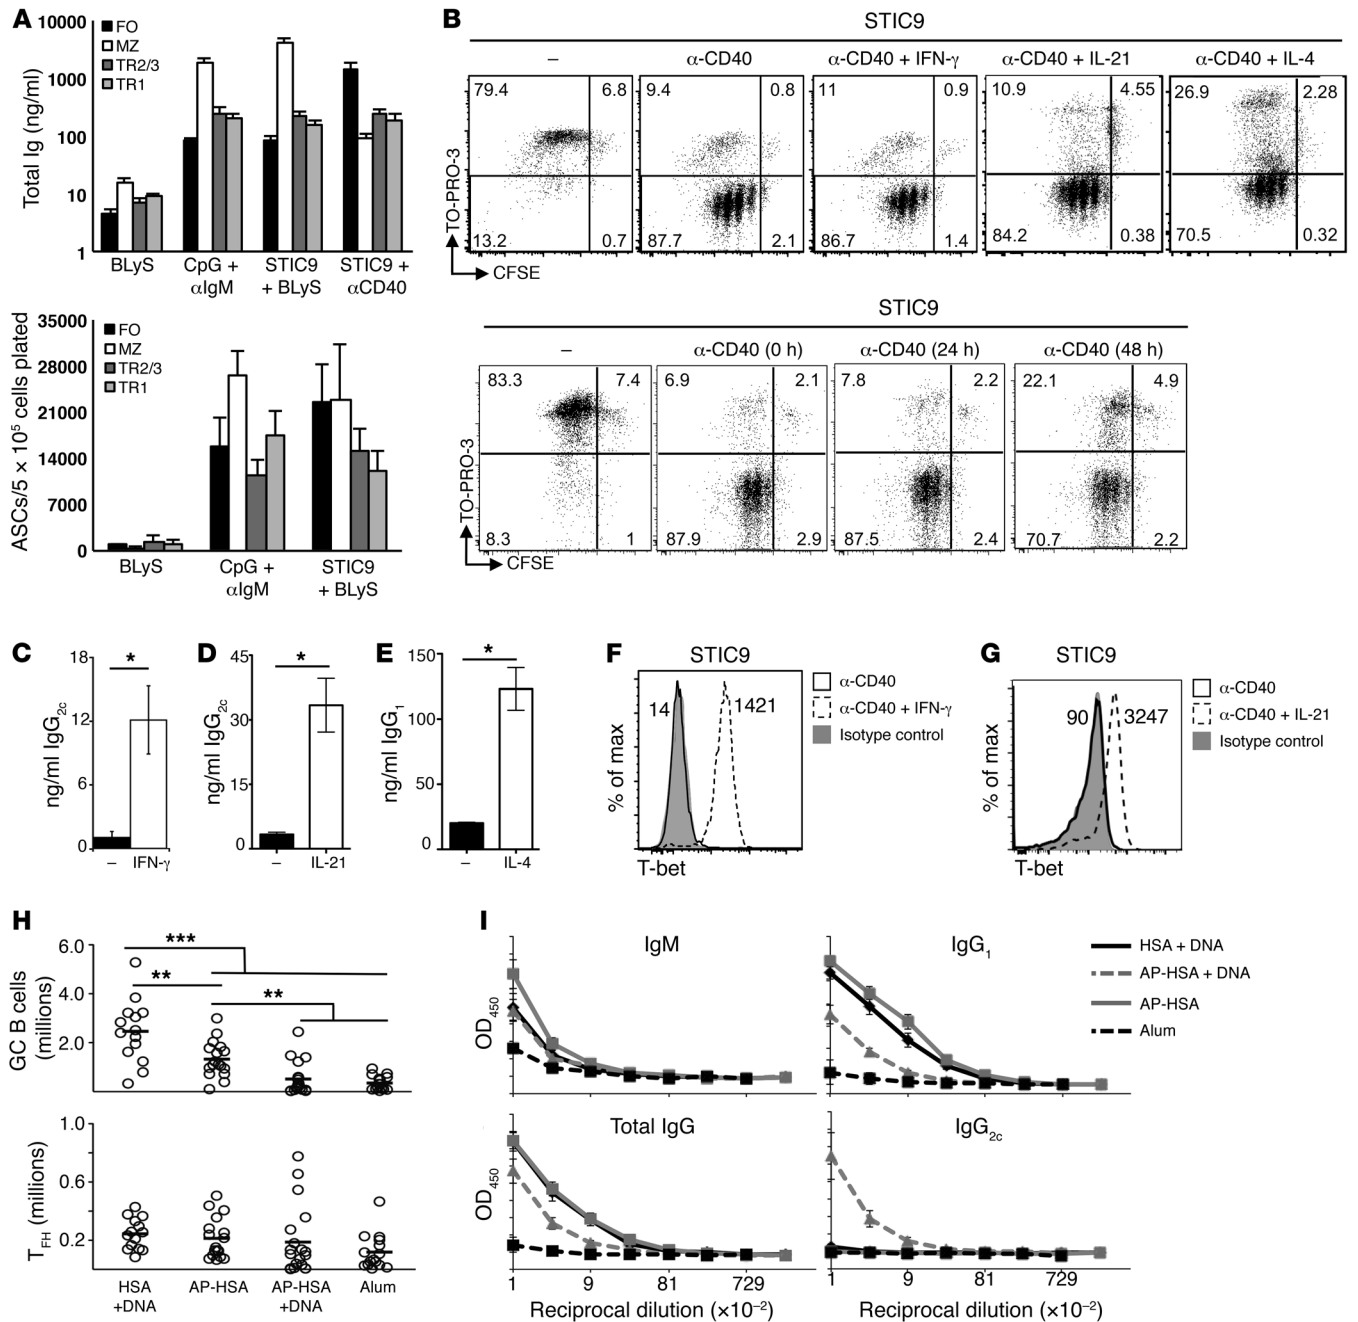 A
Total Ig (ng/ml)
10000
1000
100
10
1
FO
MZ
TR2/3
TR1
BLyS
CpG +
αIgM
STIC9
+ BLyS
STIC9 +
αCD40
ASCs/5 × 10⁵ cells plated
35000
28000
21000
14000
7000
0
FO
MZ
TR2/3
TR1
BLyS
CpG +
αIgM
STIC9
+ BLyS
B
STIC9
–
α-CD40
α-CD40 + IFN-γ
α-CD40 + IL-21
α-CD40 + IL-4
79.4 6.8
9.4 0.8
11 0.9
10.9 4.55
26.9 2.28
13.2 0.7
87.7 2.1
86.7 1.4
84.2 0.38
70.5 0.32
TO-PRO-3
CFSE
STIC9
–
α-CD40 (0 h)
α-CD40 (24 h)
α-CD40 (48 h)
83.3 7.4
6.9 2.1
7.8 2.2
22.1 4.9
8.3 1
87.9 2.9
87.5 2.4
70.7 2.2
TO-PRO-3
CFSE
C
ng/ml IgG2c
18
12
6
0
*
– IFN-γ
D
ng/ml IgG2c
45
30
15
0
*
– IL-21
E
ng/ml IgG1
150
100
50
0
*
– IL-4
F
STIC9
% of max
14 1421
T-bet
α-CD40
α-CD40 + IFN-γ
Isotype control
G
STIC9
% of max
90 3247
T-bet
α-CD40
α-CD40 + IL-21
Isotype control
H
GC B cells
(millions)
6.0
4.0
2.0
***
**
**
TFH (millions)
1.0
0.6
0.2
HSA
+DNA
AP-HSA
AP-HSA
+DNA
Alum
I
IgM
OD450
IgG1
HSA + DNA
AP-HSA + DNA
AP-HSA
Alum
Total IgG
OD450
IgG2c
1 9 81 729
Reciprocal dilution (×10⁻²)
1 9 81 729
Reciprocal dilution (×10⁻²)